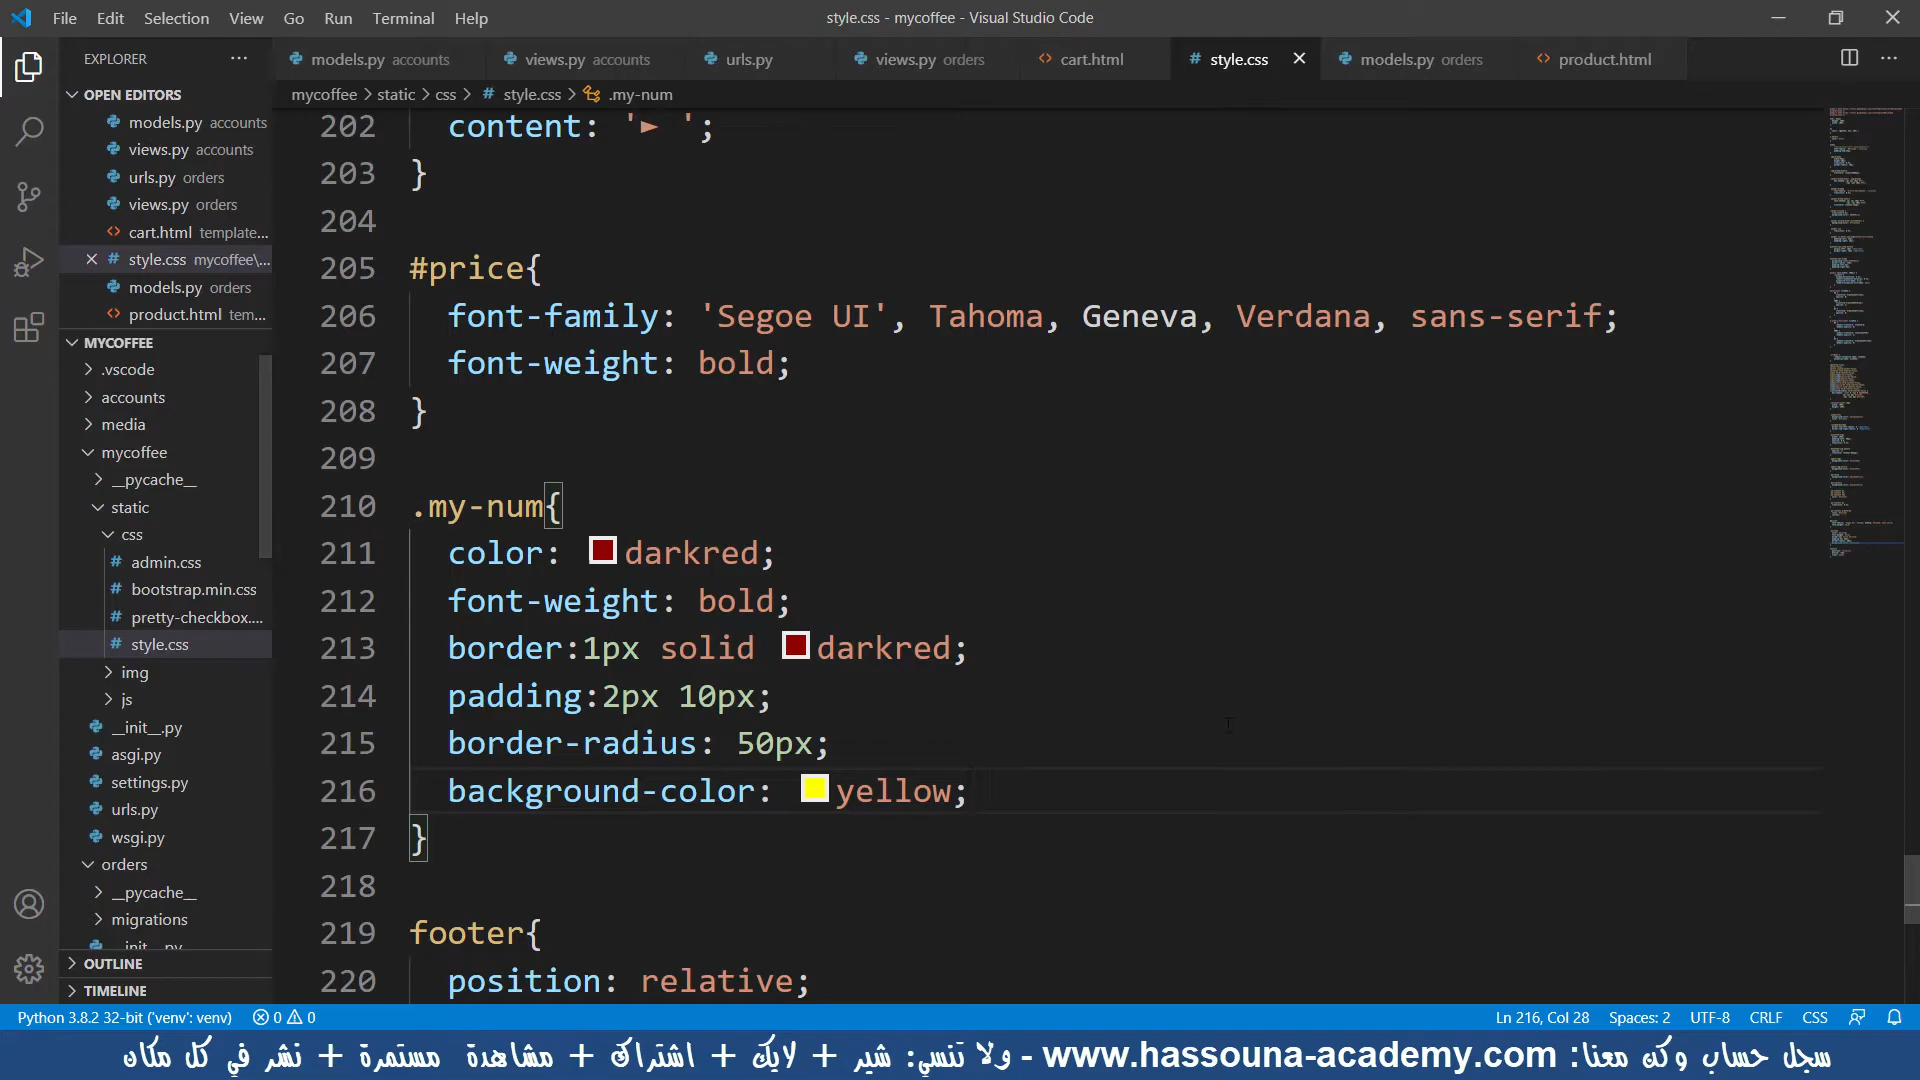 File Edit Selection View Go Run Terminal Help
style.css - mycoffee - Visual Studio Code
EXPLORER
models.py accounts
views.py accounts
urls.py
views.py orders
cart.html
style.css
models.py orders
product.html
OPEN EDITORS
models.py accounts
views.py accounts
urls.py orders
views.py orders
cart.html template...
style.css mycoffee\...
models.py orders
product.html tem...
MYCOFFEE
.vscode
accounts
media
mycoffee
__pycache__
static
css
admin.css
bootstrap.min.css
pretty-checkbox....
style.css
img
js
__init__.py
asgi.py
settings.py
urls.py
wsgi.py
orders
__pycache__
migrations
__init__.py
OUTLINE
TIMELINE
mycoffee > static > css > # style.css > .my-num
202 content: '► ';
203 }
204
205 #price{
206 font-family: 'Segoe UI', Tahoma, Geneva, Verdana, sans-serif;
207 font-weight: bold;
208 }
209
210 .my-num{
211 color: darkred;
212 font-weight: bold;
213 border:1px solid darkred;
214 padding:2px 10px;
215 border-radius: 50px;
216 background-color: yellow;
217 }
218
219 footer{
220 position: relative;
Python 3.8.2 32-bit ('venv': venv) 0 0
Ln 216, Col 28 Spaces: 2 UTF-8 CRLF CSS
سجل حساب وكن معنا: www.hassouna-academy.com - ولا تنسى: شير + لايك + اشتراك + مشاهدة مستمرة + نشر في كل مكان